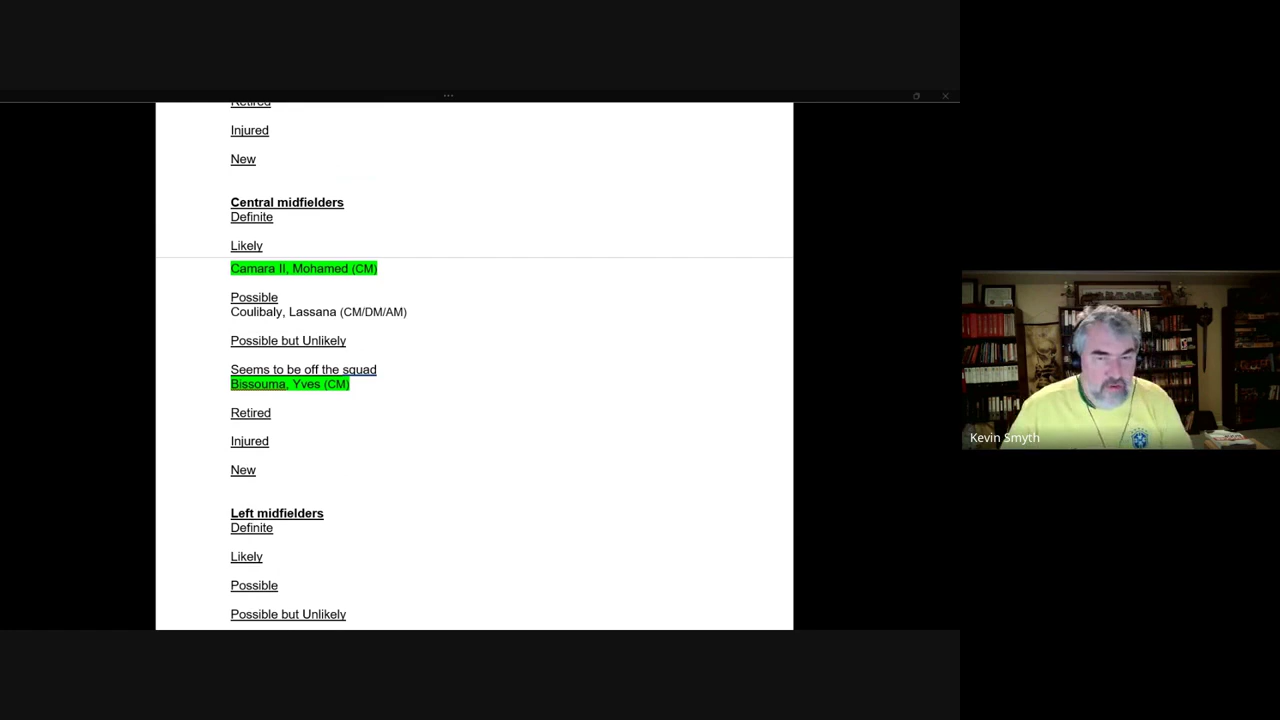 Retired
Injured
New
Central midfielders
Definite
Likely
Camara II, Mohamed (CM)
Possible
Coulibaly, Lassana (CM/DM/AM)
Possible but Unlikely
Seems to be off the squad
Bissouma, Yves (CM)
Retired
Injured
New
Left midfielders
Definite
Likely
Possible
Possible but Unlikely
Kevin Smyth